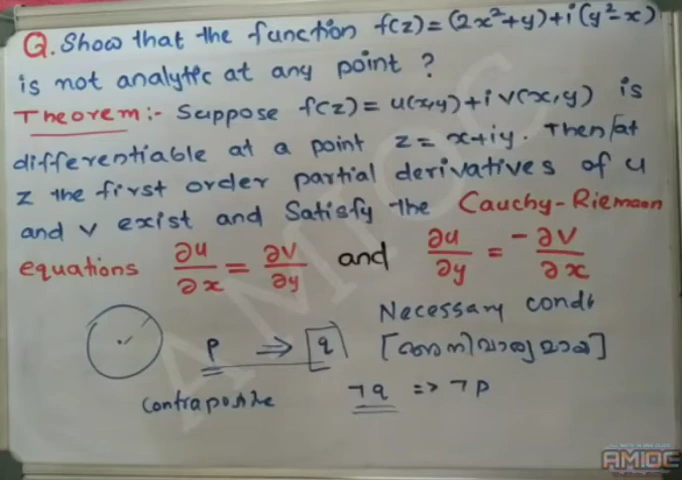 Q. Show that the function f(z) = (2x²+y)+i(y²-x)
is not analytic at any point ?
Theorem:- Suppose f(z) = u(x,y)+i v(x,y) is
differentiable at a point z = x+iy. Then at
z the first order partial derivatives of u
and v exist and satisfy the Cauchy-Riemann
equations ∂u/∂x = ∂v/∂y and ∂u/∂y = -∂v/∂x
Necessary condi
p ⇒ q
contraposite ¬q => ¬p
AMIOC
AMIOC